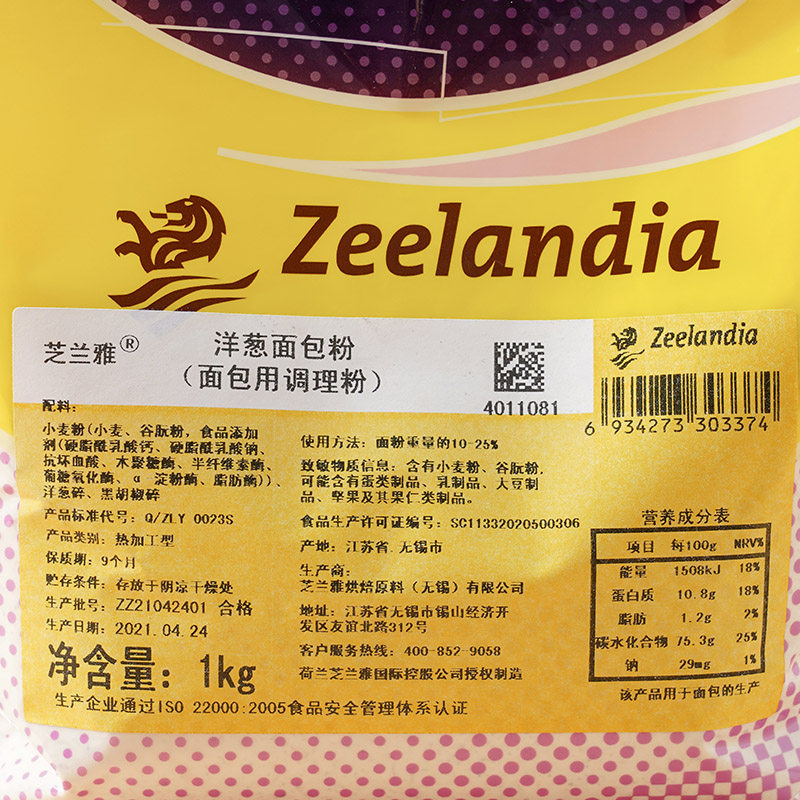 Zeelandia
芝兰雅®
洋葱面包粉
（面包用调理粉）
4011081
Zeelandia
6 934273 303374
配料：
小麦粉(小麦、谷朊粉，食品添加
剂(硬脂酰乳酸钙、硬脂酰乳酸钠、
抗坏血酸、木聚糖酶、半纤维素酶、
葡糖氧化酶、α-淀粉酶、脂肪酶))、
洋葱碎、黑胡椒碎
产品标准代号：Q/ZLY 0023S
产品类别：热加工型
保质期：9个月
贮存条件：存放于阴凉干燥处
生产批号：ZZ21042401 合格
生产日期：2021.04.24
净含量：1kg
生产企业通过ISO 22000:2005食品安全管理体系认证
使用方法：面粉重量的10-25%
致敏物质信息：含有小麦粉、谷朊粉，
可能含有蛋类制品、乳制品、大豆制
品、坚果及其果仁类制品。
食品生产许可证编号：SC11332020500306
产地：江苏省.无锡市
生产商：
芝兰雅烘焙原料（无锡）有限公司
地址：江苏省无锡市锡山经济开
发区友谊北路312号
客户服务热线：400-852-9058
荷兰芝兰雅国际控股公司授权制造
营养成分表
项目 每100g NRV%
能量 1508kJ 18%
蛋白质 10.8g 18%
脂肪 1.2g 2%
碳水化合物 75.3g 25%
钠 29mg 1%
该产品用于面包的生产